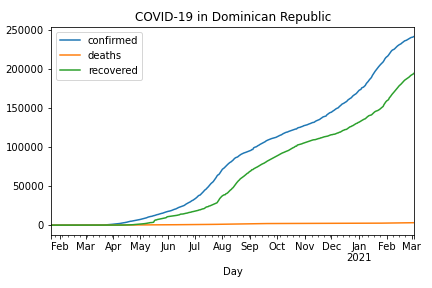 COVID-19 in Dominican Republic
250000
200000
150000
100000
50000
0
confirmed
deaths
recovered
Feb Mar Apr May Jun Jul Aug Sep Oct Nov Dec Jan Feb Mar
2021
Day